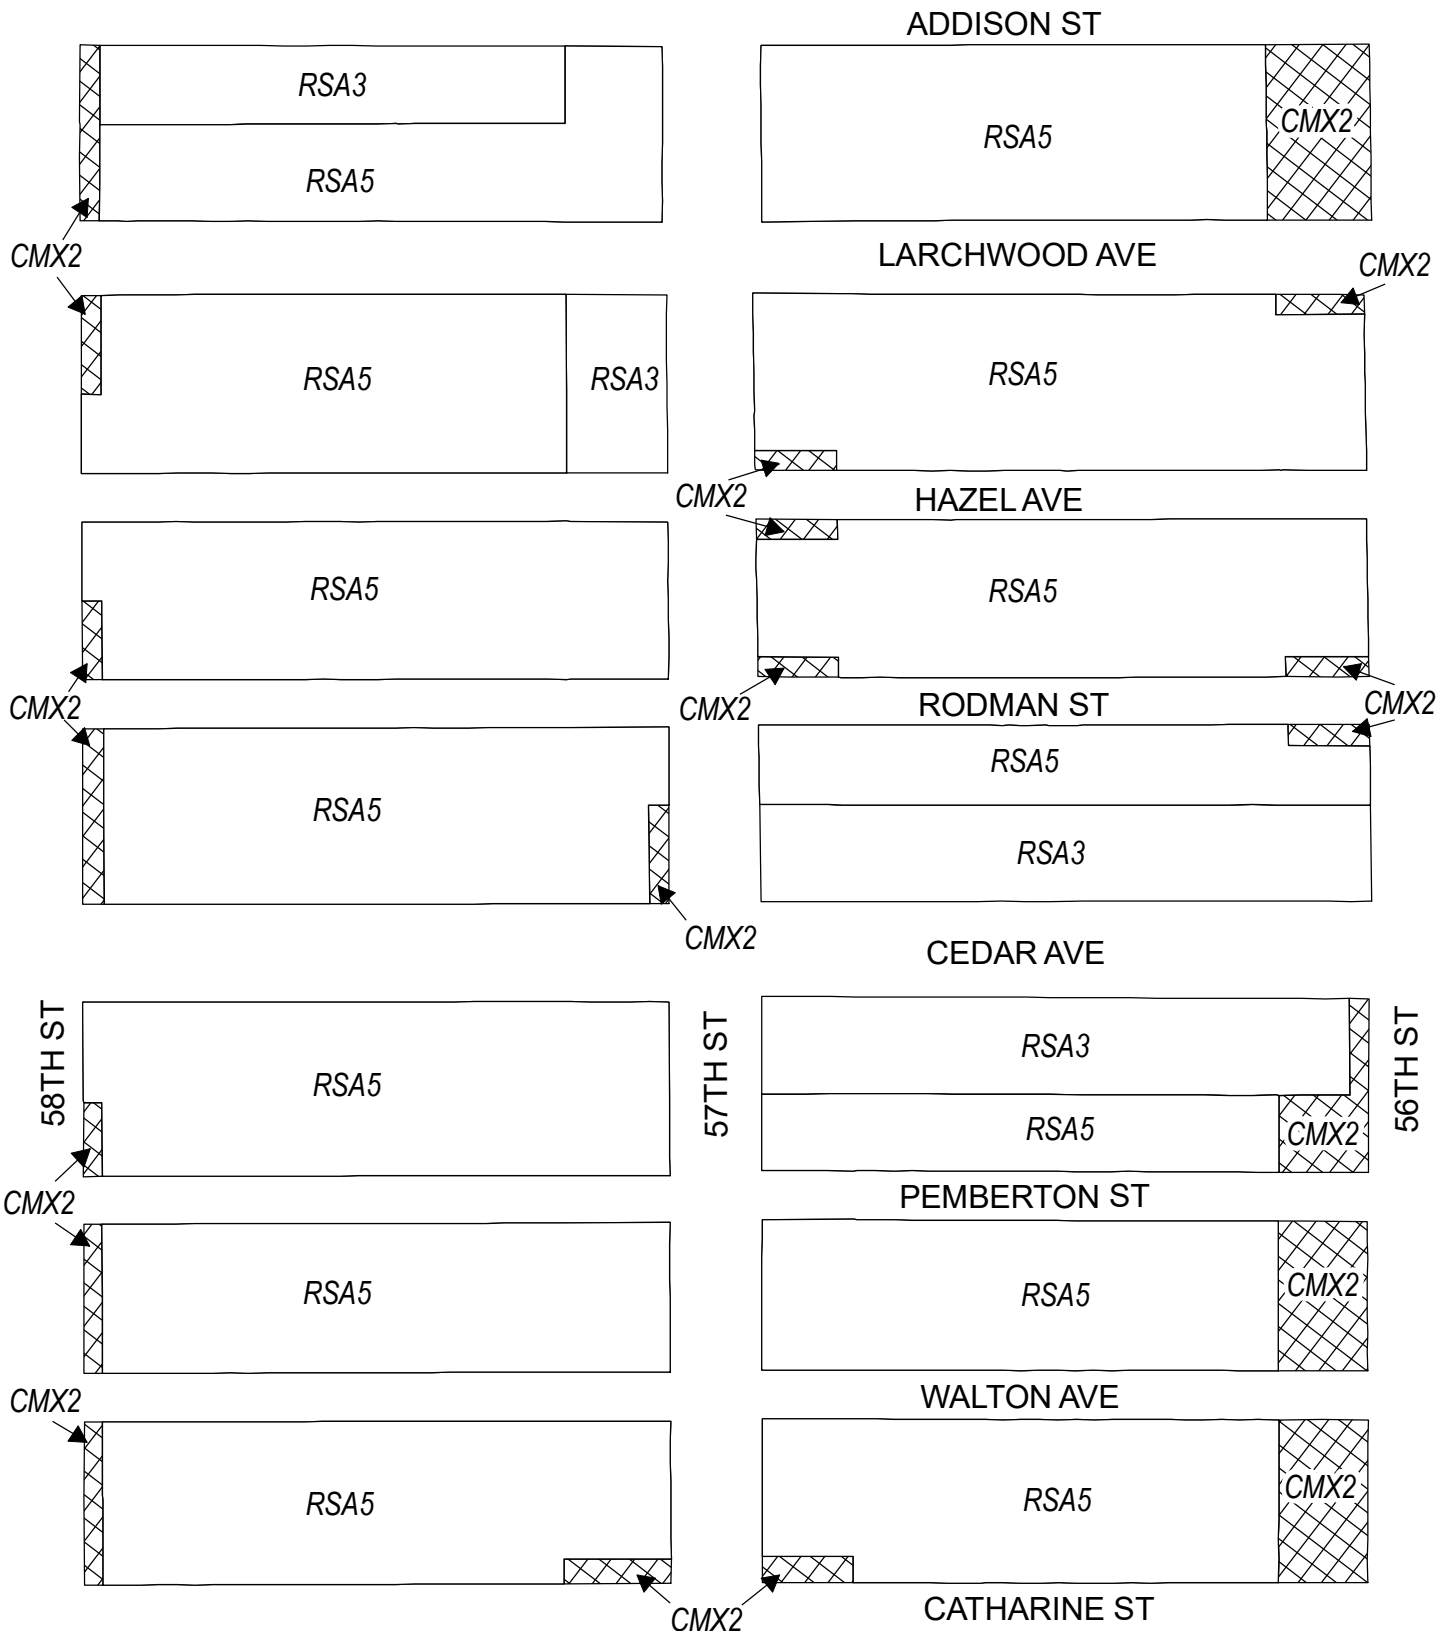 ADDISON ST
RSA3
RSA5
CMX2
RSA5
CMX2
LARCHWOOD AVE
CMX2
RSA5
RSA3
RSA5
CMX2
HAZEL AVE
RSA5
RSA5
CMX2
CMX2
RODMAN ST
CMX2
RSA5
RSA5
RSA3
CMX2
CEDAR AVE
58TH ST
RSA5
57TH ST
RSA3
RSA5
CMX2
56TH ST
CMX2
PEMBERTON ST
RSA5
RSA5
CMX2
CMX2
WALTON AVE
RSA5
RSA5
CMX2
CMX2
CATHARINE ST